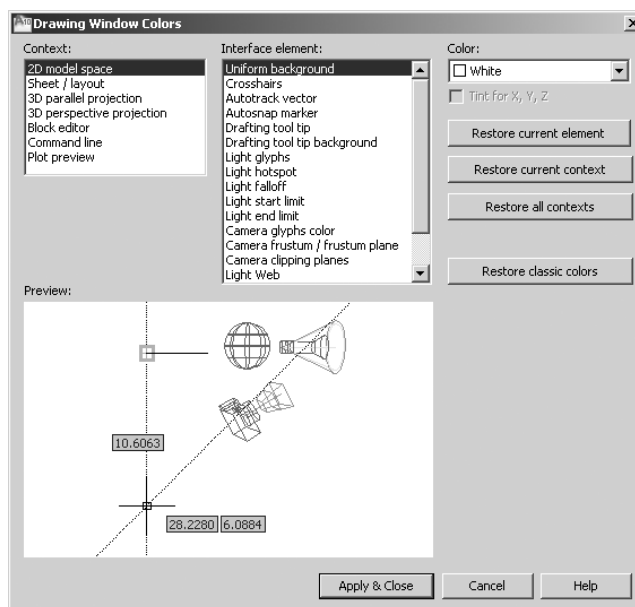 Drawing Window Colors
Context:
2D model space
Sheet / layout
3D parallel projection
3D perspective projection
Block editor
Command line
Plot preview
Interface element:
Uniform background
Crosshairs
Autotrack vector
Autosnap marker
Drafting tool tip
Drafting tool tip background
Light glyphs
Light hotspot
Light falloff
Light start limit
Light end limit
Camera glyphs color
Camera frustum / frustum plane
Camera clipping planes
Light Web
Color:
White
Tint for X, Y, Z
Restore current element
Restore current context
Restore all contexts
Restore classic colors
Preview:
10.6063
28.2280 6.0884
Apply & Close
Cancel
Help